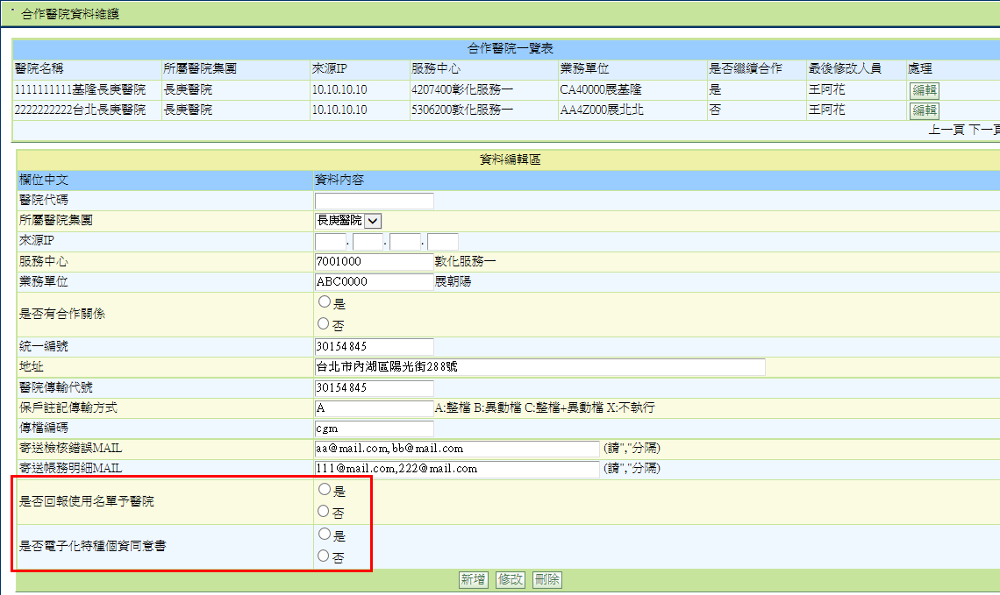 合作醫院資料維護
合作醫院一覽表
醫院名稱 所屬醫院集團 來源IP 服務中心 業務單位 是否繼續合作 最後修改人員 處理
1111111111基隆長庚醫院 長庚醫院 10.10.10.10 4207400彰化服務一 CA40000展基隆 是 王阿花 編輯
2222222222台北長庚醫院 長庚醫院 10.10.10.10 5306200敦化服務一 AA4Z000展北北 否 王阿花 編輯
上一頁 下一頁
資料編輯區
欄位中文 資料內容
醫院代碼
所屬醫院集團 長庚醫院
來源IP . . .
服務中心 7001000 敦化服務一
業務單位 ABC0000 展朝陽
是否有合作關係 是
否
統一編號 30154845
地址 台北市內湖區陽光街288號
醫院傳輸代號 30154845
保戶註記傳輸方式 A A:整檔 B:異動檔 C:整檔+異動檔 X:不執行
傳檔編碼 cgm
寄送檢核錯誤MAIL aa@mail.com,bb@mail.com (請","分隔)
寄送帳務明細MAIL 111@mail.com,222@mail.com (請","分隔)
是否回報使用名單予醫院 是
否
是否電子化特種個資同意書 是
否
新增 修改 刪除